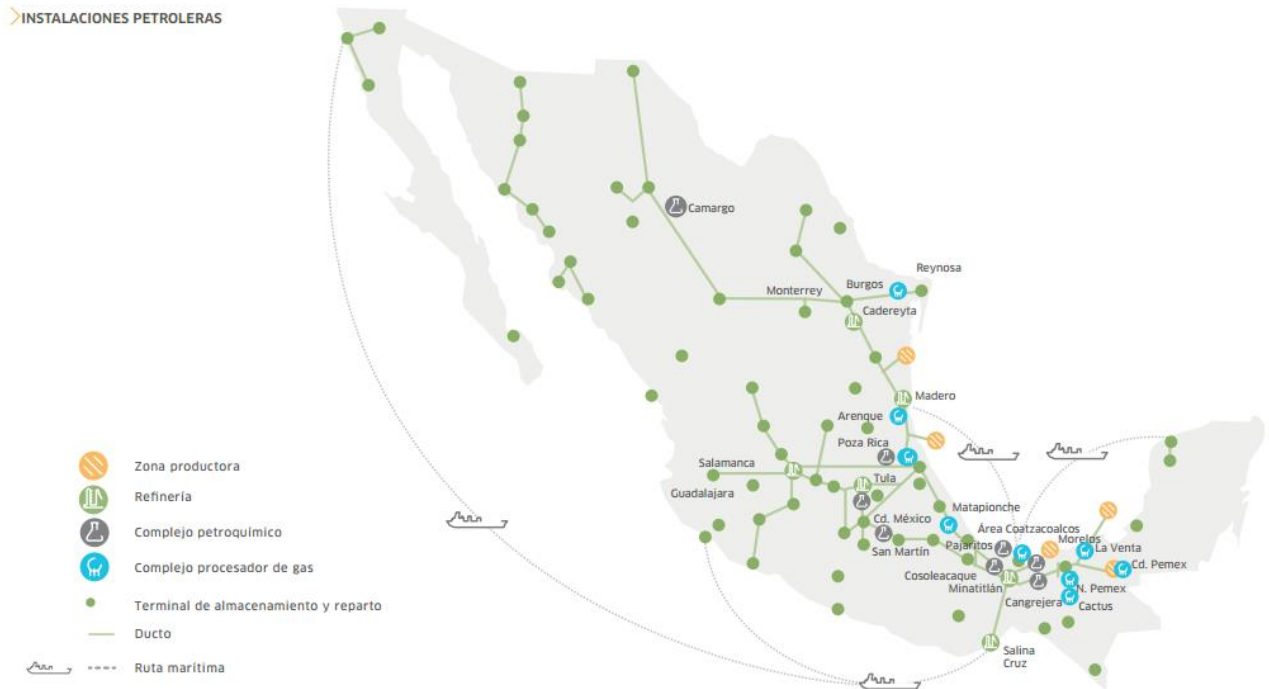 INSTALACIONES PETROLERAS
Camargo
Reynosa
Burgos
Monterrey
Cadereyta
Madero
Arenque
Poza Rica
Salamanca
Tula
Guadalajara
Matapionche
Cd. México
Área Coatzacoalcos
Morelos
Pajaritos
La Venta
San Martín
Cd. Pemex
Cosoleacaque
Minatitlán
N. Pemex
Cangrejera
Cactus
Salina
Cruz
Zona productora
Refinería
Complejo petroquímico
Complejo procesador de gas
Terminal de almacenamiento y reparto
Ducto
Ruta marítima